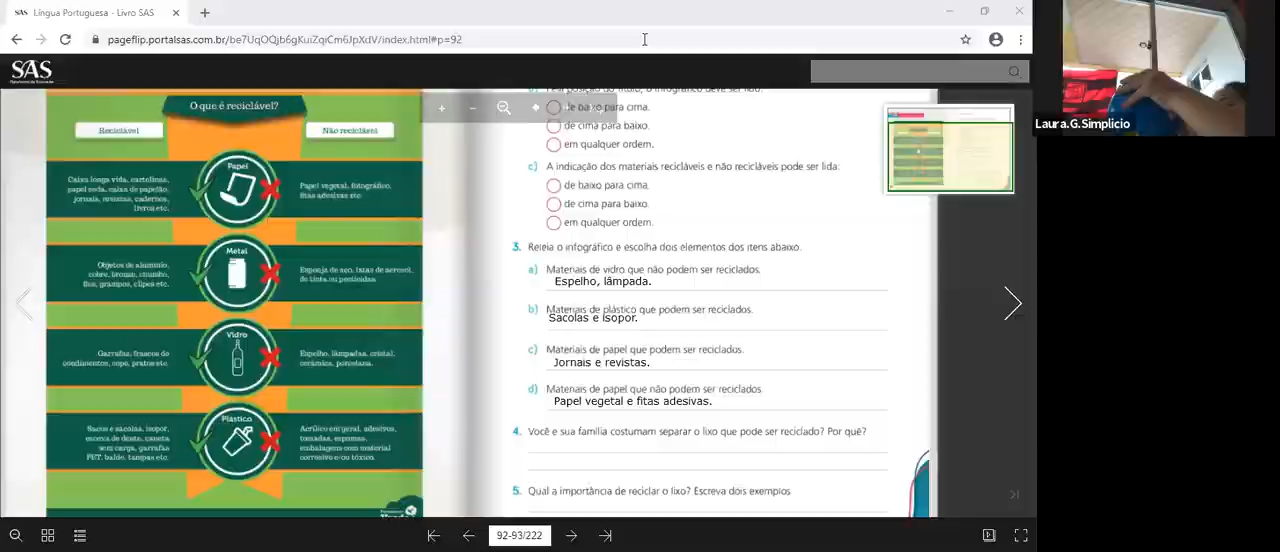 SAS Língua Portuguesa - Livro SAS
pageflip.portalsas.com.br/be7UqOQjb6gKuiZqiCm6JpXdV/index.html#p=92
SAS
Laura.G.Simplicio
O que é reciclável?
Reciclável
Não reciclável
Papel
Caixa longa vida, cartolinas,
papel seda, caixa de papelão,
jornais, revistas, cadernos,
livros etc.
Papel vegetal, fotográfico,
fitas adesivas etc.
Metal
Objetos de alumínio,
cobre, bronze, chumbo,
fios, grampos, clipes etc.
Esponja de aço, latas de aerosol,
de tinta ou pesticidas.
Vidro
Garrafas, frascos de
condimentos, copo, pratos etc.
Espelho, lâmpadas, cristal,
cerâmica, porcelana.
Plástico
Sacos e sacolas, isopor,
escova de dente, caneta
sem carga, garrafas
PET, balde, tampas etc.
Acrílico em geral, adesivos,
tomadas, espumas,
embalagens com material
corrosivo e/ou tóxico.
de baixo para cima.
de cima para baixo.
em qualquer ordem.
c) A indicação dos materiais recicláveis e não recicláveis pode ser lida:
de baixo para cima.
de cima para baixo.
em qualquer ordem.
3. Releia o infográfico e escolha dois elementos dos itens abaixo.
a) Materiais de vidro que não podem ser reciclados.
Espelho, lâmpada.
b) Materiais de plástico que podem ser reciclados.
Sacolas e isopor.
c) Materiais de papel que podem ser reciclados.
Jornais e revistas.
d) Materiais de papel que não podem ser reciclados.
Papel vegetal e fitas adesivas.
4. Você e sua família costumam separar o lixo que pode ser reciclado? Por quê?
5. Qual a importância de reciclar o lixo? Escreva dois exemplos
92-93/222